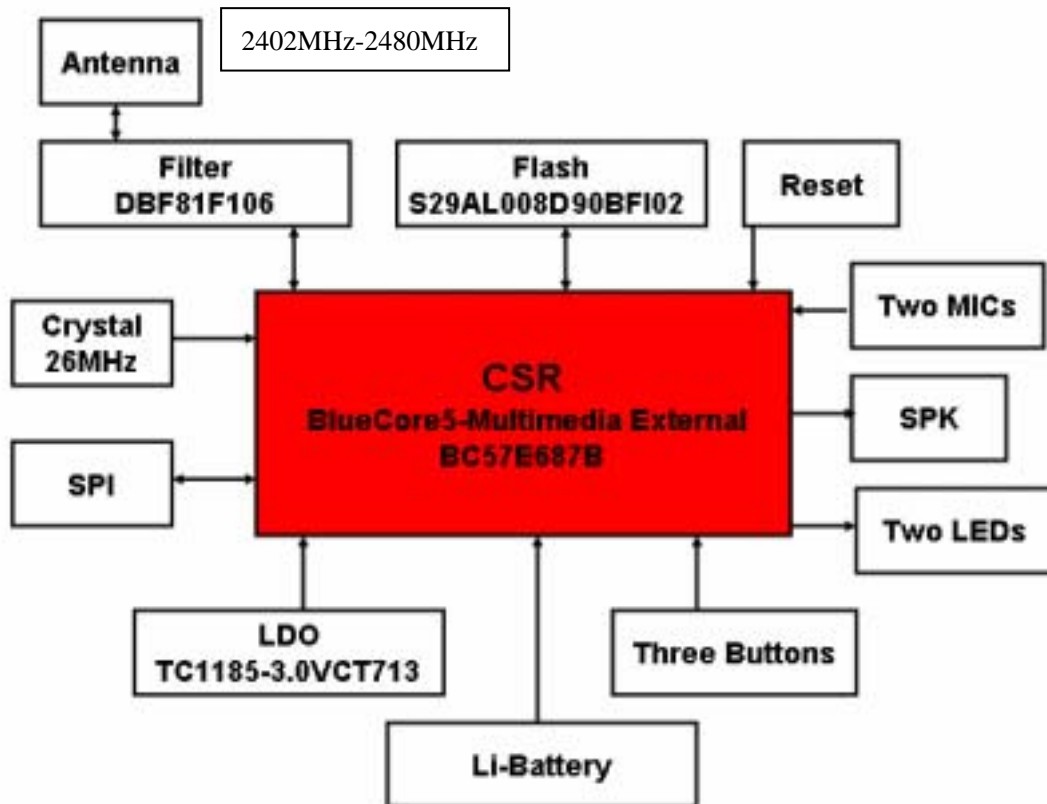 Antenna
2402MHz-2480MHz
Filter
DBF81F106
Flash
S29AL008D90BFI02
Reset
Crystal
26MHz
Two MICs
CSR
BlueCore5-Multimedia External
BC57E687B
SPK
SPI
Two LEDs
LDO
TC1185-3.0VCT713
Three Buttons
Li-Battery